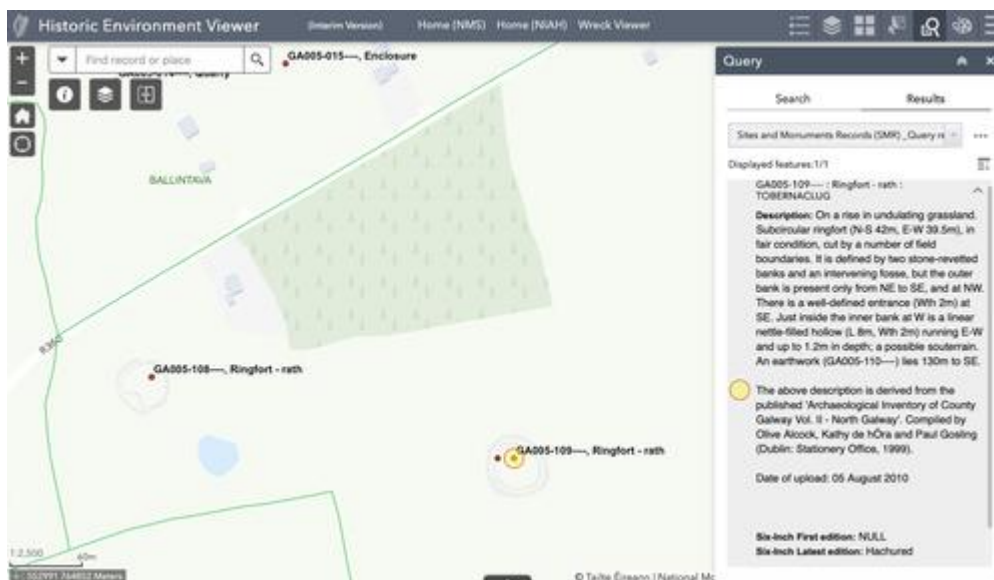 Historic Environment Viewer
(Interim Version)
Home (NMS) Home (NIAH) Wreck Viewer
Find record or place
GA005-015----, Enclosure
Quarry
BALLINTAVA
GA005-108----, Ringfort - rath
GA005-109----, Ringfort - rath
1:2,500
60m
Meters
© Tailte Éireann | National
Query
Search Results
Sites and Monuments Records (SMR) _Query re
Displayed features:1/1
GA005-109---- : Ringfort - rath :
TOBERNACLUG
Description: On a rise in undulating grassland.
Subcircular ringfort (N-S 42m, E-W 39.5m), in
fair condition, cut by a number of field
boundaries. It is defined by two stone-revetted
banks and an intervening fosse, but the outer
bank is present only from NE to SE, and at NW.
There is a well-defined entrance (Wth 2m) at
SE. Just inside the inner bank at W is a linear
nettle-filled hollow (L 8m, Wth 2m) running E-W
and up to 1.2m in depth; a possible souterrain.
An earthwork (GA005-110----) lies 130m to SE.
The above description is derived from the
published 'Archaeological Inventory of County
Galway Vol. II - North Galway'. Compiled by
Olive Alcock, Kathy de hÓra and Paul Gosling
(Dublin: Stationery Office, 1999).
Date of upload: 05 August 2010
Six-Inch First edition: NULL
Six-Inch Latest edition: Hachured